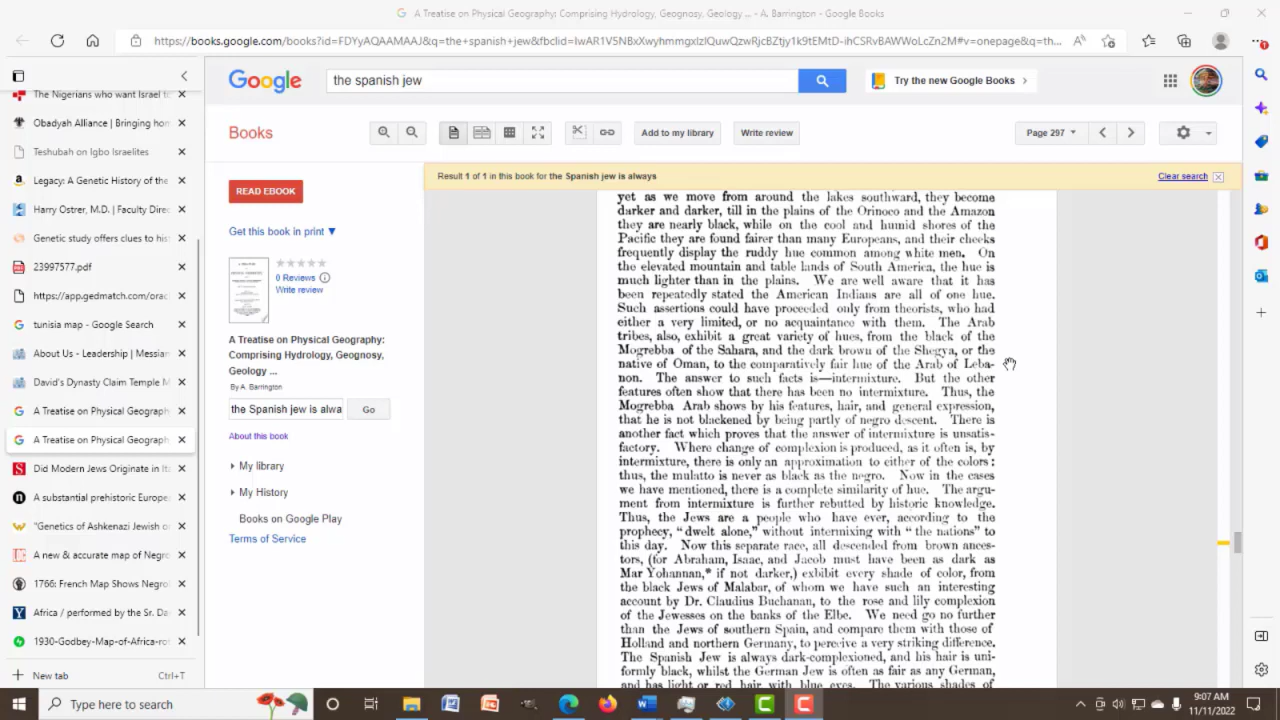 A Treatise on Physical Geography: Comprising Hydrology, Geognosy, Geology ... - A. Barrington - Google Books
https://books.google.com/books?id=FDYyAQAAMAAJ&q=the+spanish+jew&fbclid=IwAR1V5NBxXwyhmmgxIzlQuQzwRjcBZtjy1k9tEMtD-ihCSRvBAWWoLcZn2M#v=onepage&q=th...
The Nigerians who want Israel to
Obadyah Alliance | Bringing hom
Teshubah on Igbo Israelites
Legacy: A Genetic History of the
Harry Ostrer, M.D. | Faculty Direc
Genetic study offers clues to his
23997577.pdf
https://app.gedmatch.com/orac
tunisia map - Google Search
About Us - Leadership | Messiah
David's Dynasty Claim Temple M
A Treatise on Physical Geograph
A Treatise on Physical Geograph
Did Modern Jews Originate in Ita
A substantial prehistoric Europe
"Genetics of Ashkenazi Jewish o
A new & accurate map of Negro
1766: French Map Shows Negro
Africa / performed by the Sr. Da
1930-Godbey-Map-of-Africa-ro
New tab Ctrl+T
Google
the spanish jew
Try the new Google Books
Books
Add to my library
Write review
Page 297
READ EBOOK
Get this book in print ▼
0 Reviews
Write review
A Treatise on Physical Geography:
Comprising Hydrology, Geognosy,
Geology ...
By A. Barrington
the Spanish jew is alwa
Go
About this book
My library
My History
Books on Google Play
Terms of Service
Result 1 of 1 in this book for the Spanish jew is always
Clear search
yet as we move from around the lakes southward, they become
darker and darker, till in the plains of the Orinoco and the Amazon
they are nearly black, while on the cool and humid shores of the
Pacific they are found fairer than many Europeans, and their cheeks
frequently display the ruddy hue common among white men. On
the elevated mountain and table lands of South America, the hue is
much lighter than in the plains. We are well aware that it has
been repeatedly stated the American Indians are all of one hue.
Such assertions could have proceeded only from theorists, who had
either a very limited, or no acquaintance with them. The Arab
tribes, also, exhibit a great variety of hues, from the black of the
Mogrebba of the Sahara, and the dark brown of the Shegya, or the
native of Oman, to the comparatively fair hue of the Arab of Leba-
non. The answer to such facts is—intermixture. But the other
features often show that there has been no intermixture. Thus, the
Mogrebba Arab shows by his features, hair, and general expression,
that he is not blackened by being partly of negro descent. There is
another fact which proves that the answer of intermixture is unsatis-
factory. Where change of complexion is produced, as it often is, by
intermixture, there is only an approximation to either of the colors:
thus, the mulatto is never as black as the negro. Now in the cases
we have mentioned, there is a complete similarity of hue. The argu-
ment from intermixture is further rebutted by historic knowledge.
Thus, the Jews are a people who have ever, according to the
prophecy, "dwelt alone," without intermixing with "the nations" to
this day. Now this separate race, all descended from brown ances-
tors, (for Abraham, Isaac, and Jacob must have been as dark as
Mar Yohannan,* if not darker,) exhibit every shade of color, from
the black Jews of Malabar, of whom we have such an interesting
account by Dr. Claudius Buchanan, to the rose and lily complexion
of the Jewesses on the banks of the Elbe. We need go no further
than the Jews of southern Spain, and compare them with those of
Holland and northern Germany, to perceive a very striking difference.
The Spanish Jew is always dark-complexioned, and his hair is uni-
formly black, whilst the German Jew is often as fair as any German,
and has light or red hair with blue eyes. The various shades of
Type here to search
9:07 AM
11/11/2022